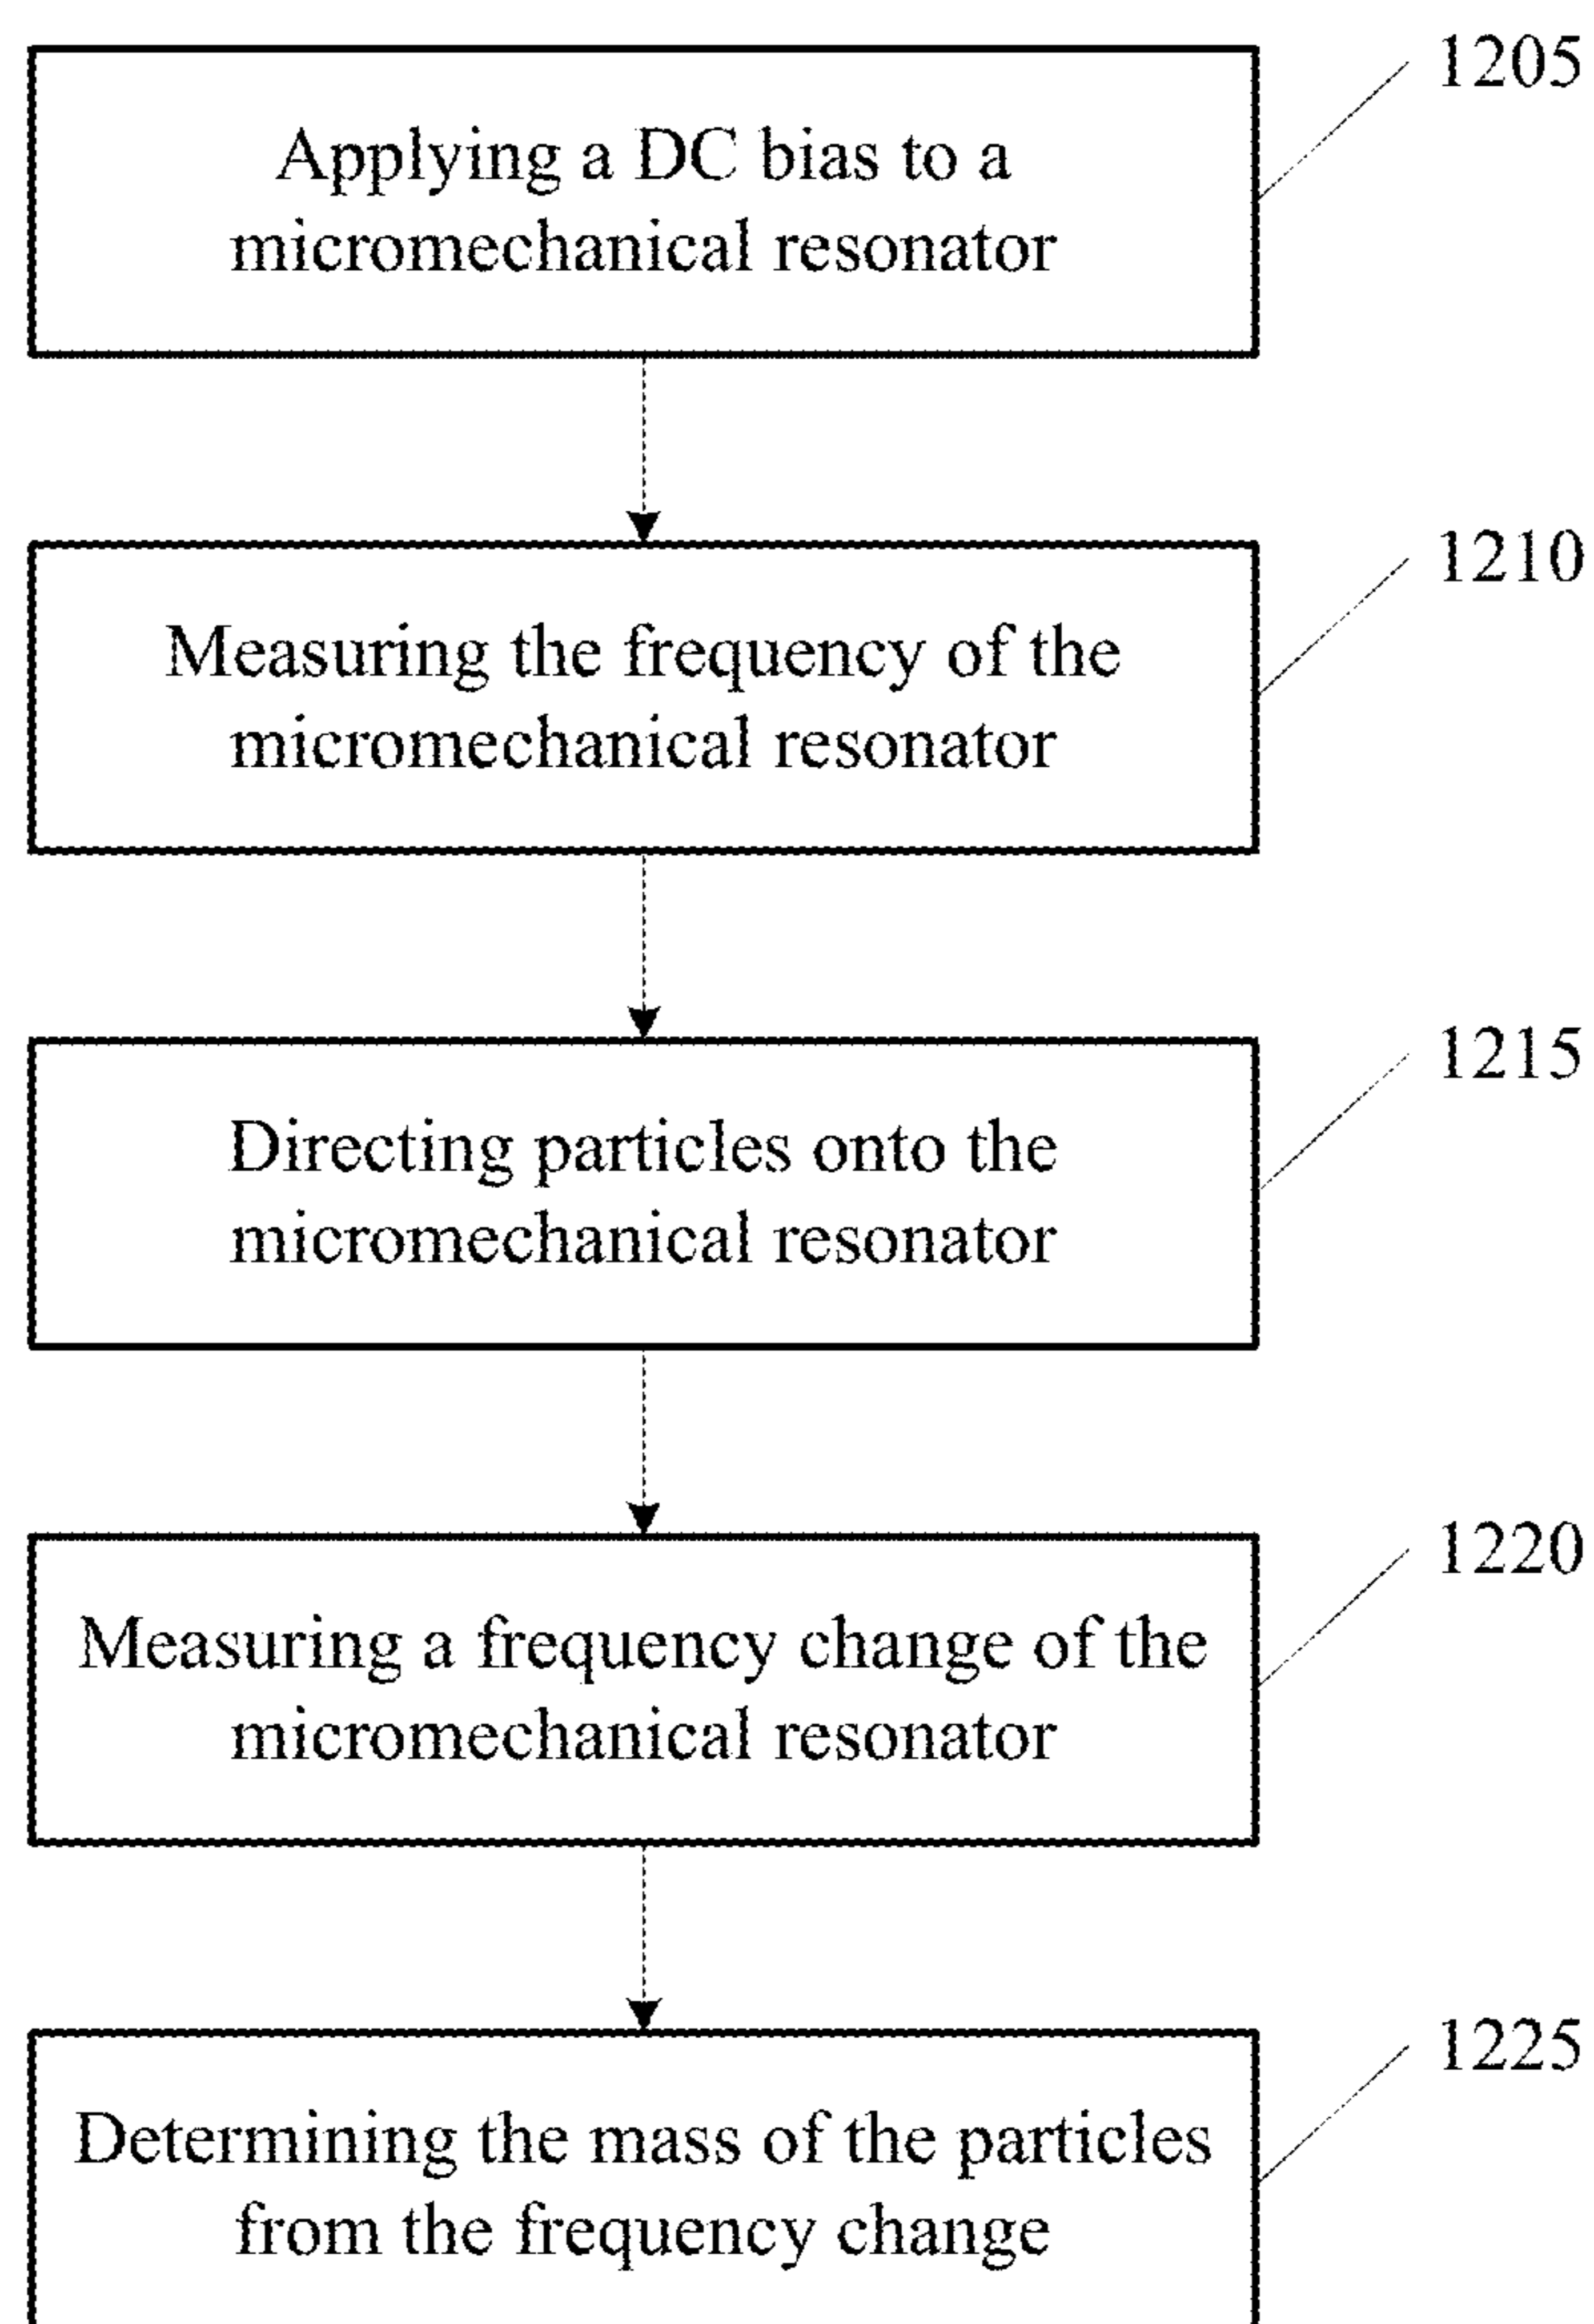 1205
Applying a DC bias to a
micromechanical resonator
1210
Measuring the frequency of the
micromechanical resonator
1215
Directing particles onto the
micromechanical resonator
1220
Measuring a frequency change of the
micromechanical resonator
1225
Determining the mass of the particles
from the frequency change